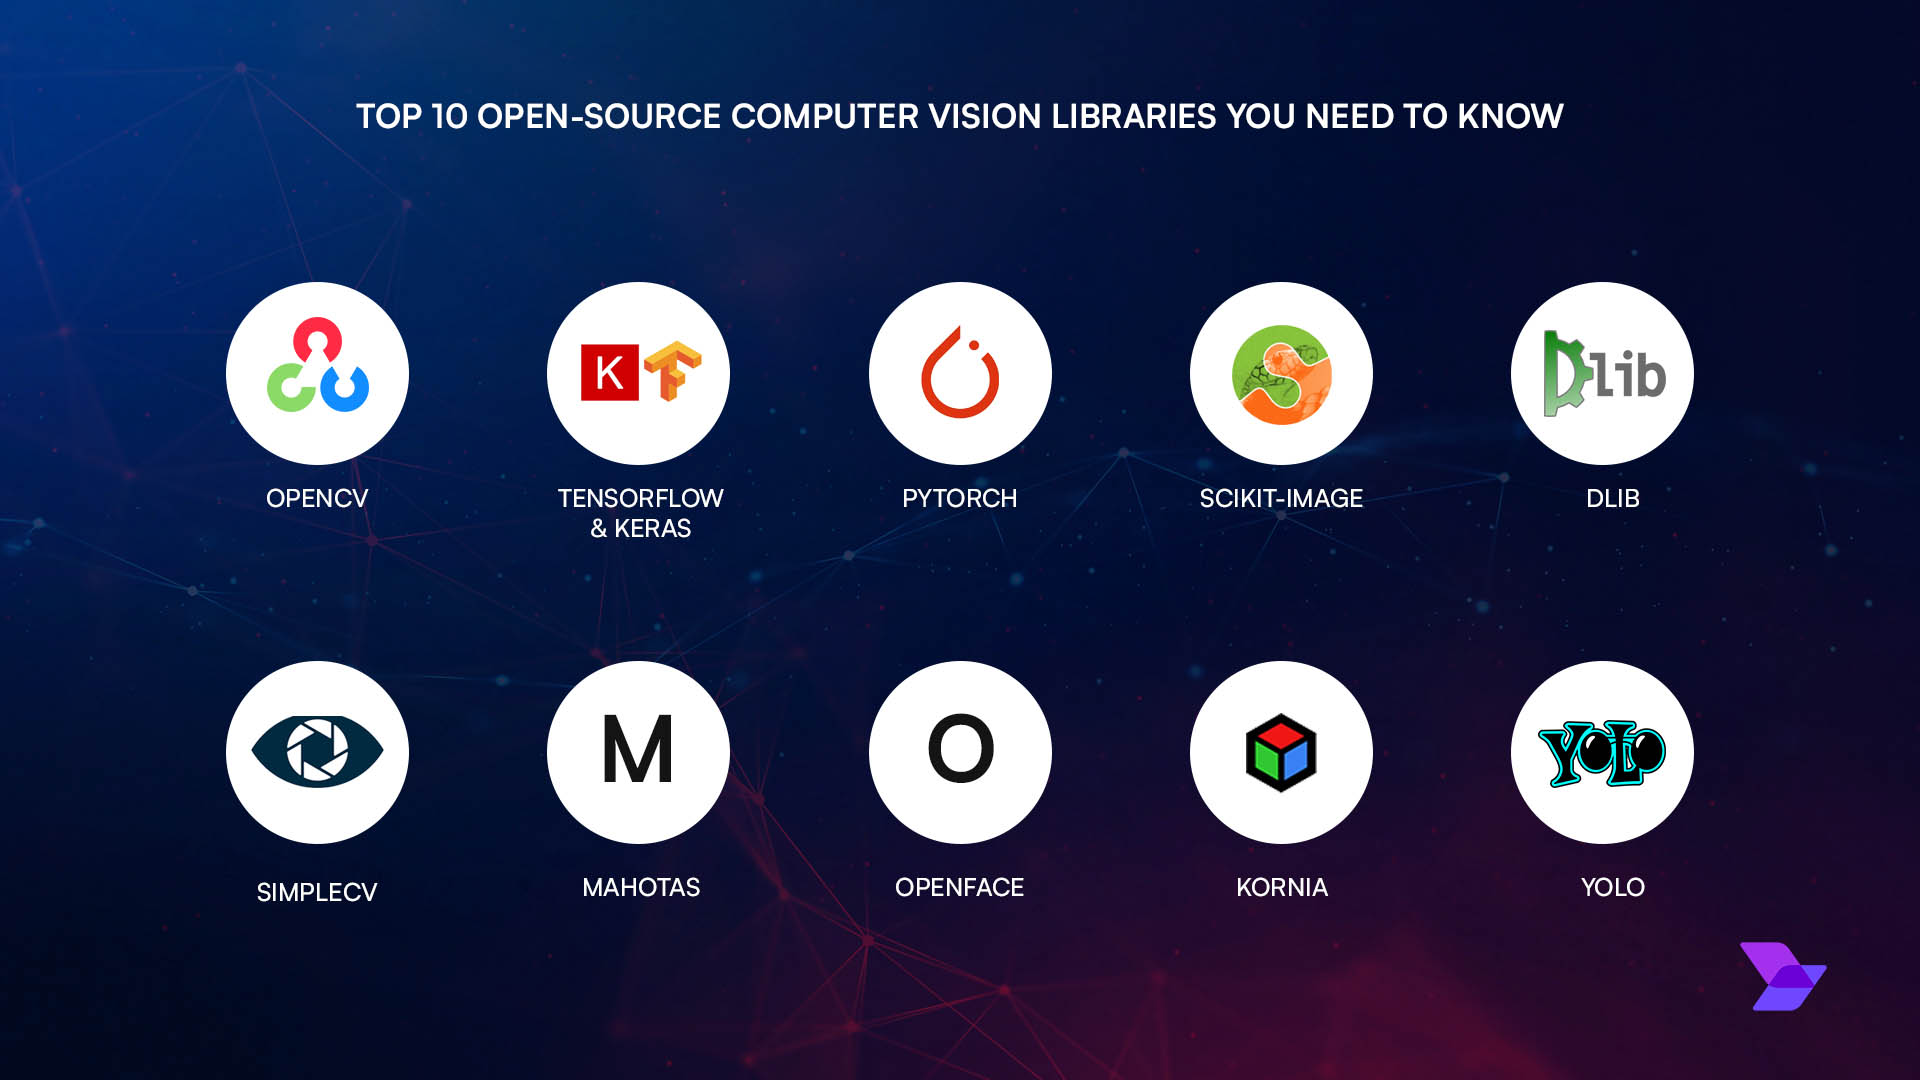 TOP 10 OPEN-SOURCE COMPUTER VISION LIBRARIES YOU NEED TO KNOW
K
lib
OPENCV
TENSORFLOW
& KERAS
PYTORCH
SCIKIT-IMAGE
DLIB
M
O
YOLO
SIMPLECV
MAHOTAS
OPENFACE
KORNIA
YOLO